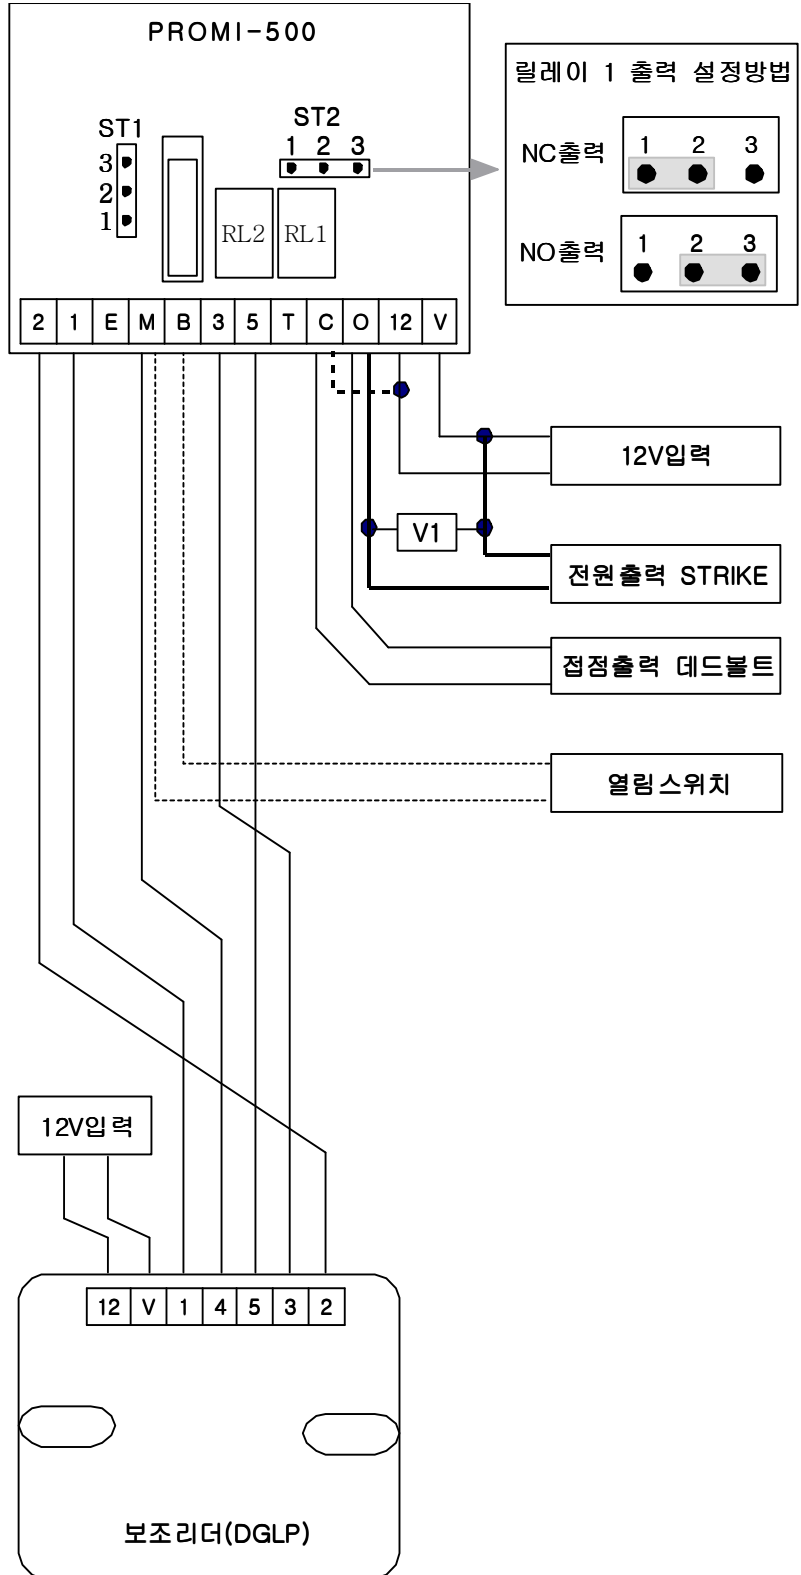 PROMI-500
릴레이 1 출력 설정방법
ST1
ST2
1 2 3
3
2
1
RL2
RL1
NC출력
1 2 3
NO출력
1 2 3
2 1 E M B 3 5 T C O 12 V
12V입력
V1
전원출력 STRIKE
접점출력 데드볼트
열림스위치
12V입력
12 V 1 4 5 3 2
보조리더(DGLP)